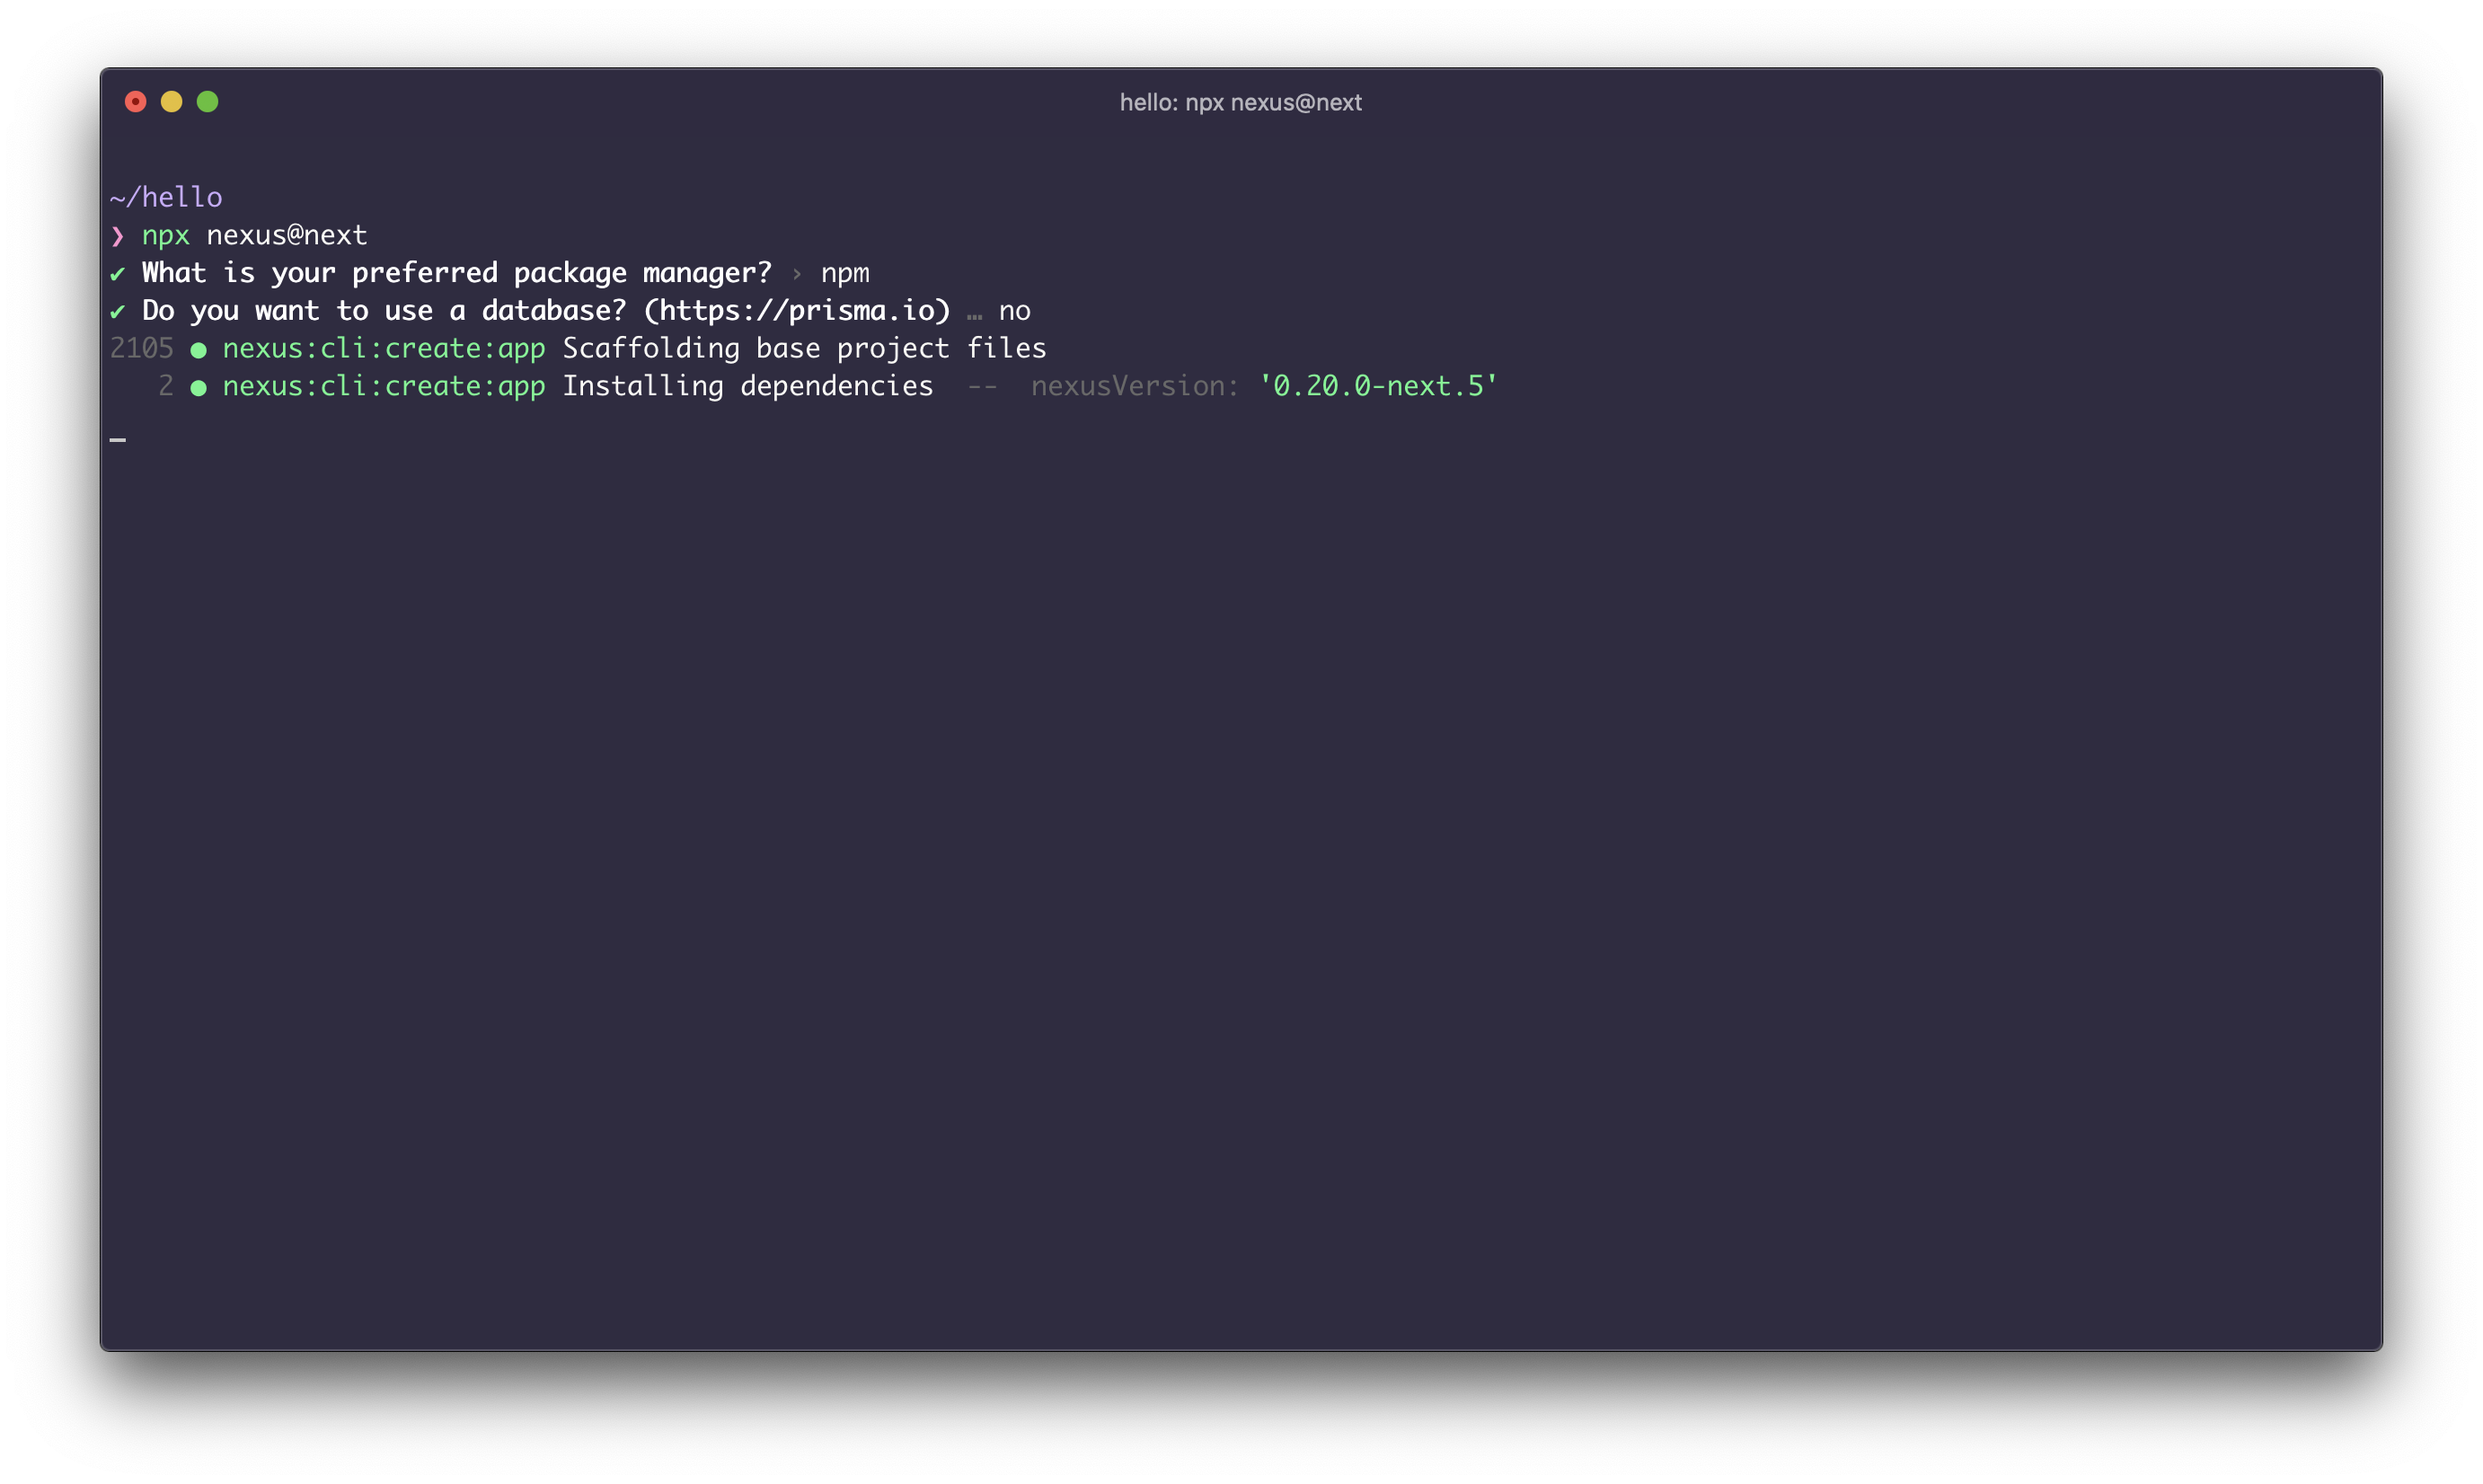 hello: npx nexus@next
~/hello
❯ npx nexus@next
✔ What is your preferred package manager? › npm
✔ Do you want to use a database? (https://prisma.io) … no
2105 ● nexus:cli:create:app Scaffolding base project files
2 ● nexus:cli:create:app Installing dependencies  --  nexusVersion: '0.20.0-next.5'